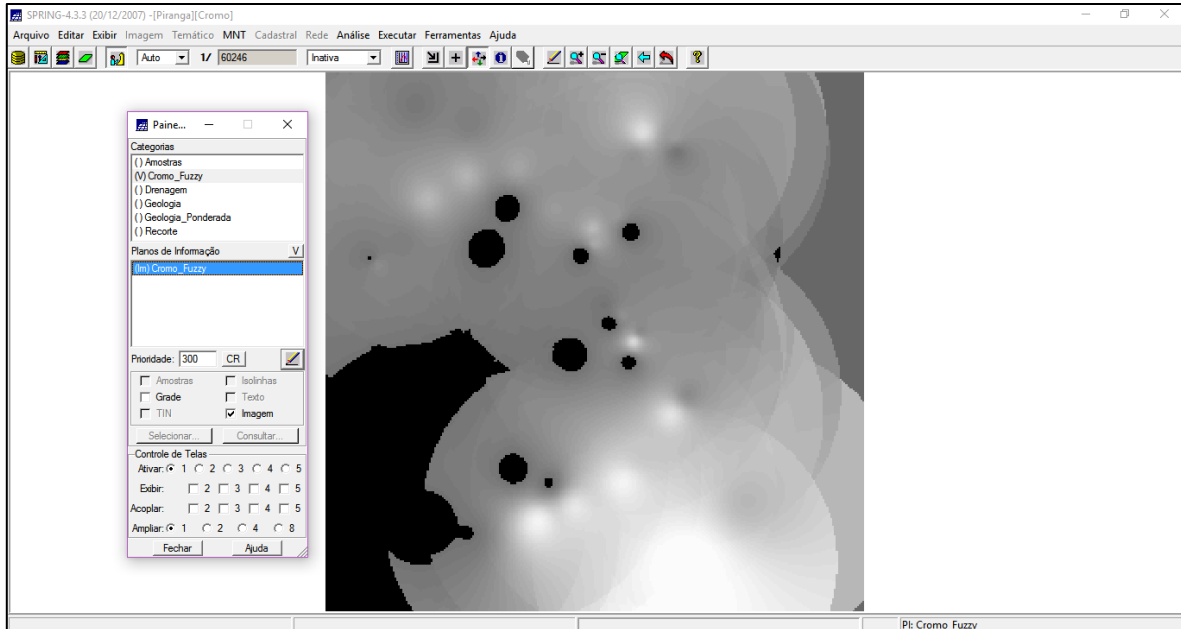 SPRING-4.3.3 (20/12/2007) -[Piranga][Cromo]
Arquivo Editar Exibir Imagem Temático MNT Cadastral Rede Análise Executar Ferramentas Ajuda
Auto 1/ 60246 Inativa
Paine...
Categorias
( ) Amostras
(V) Cromo_Fuzzy
( ) Drenagem
( ) Geologia
( ) Geologia_Ponderada
( ) Recorte
Planos de Informação V
(Im) Cromo_Fuzzy
Prioridade: 300 CR
Amostras Isolinhas
Grade Texto
TIN Imagem
Selecionar... Consultar...
Controle de Telas
Ativar: 1 2 3 4 5
Exibir: 2 3 4 5
Acoplar: 2 3 4 5
Ampliar: 1 2 4 8
Fechar Ajuda
PI: Cromo_Fuzzy